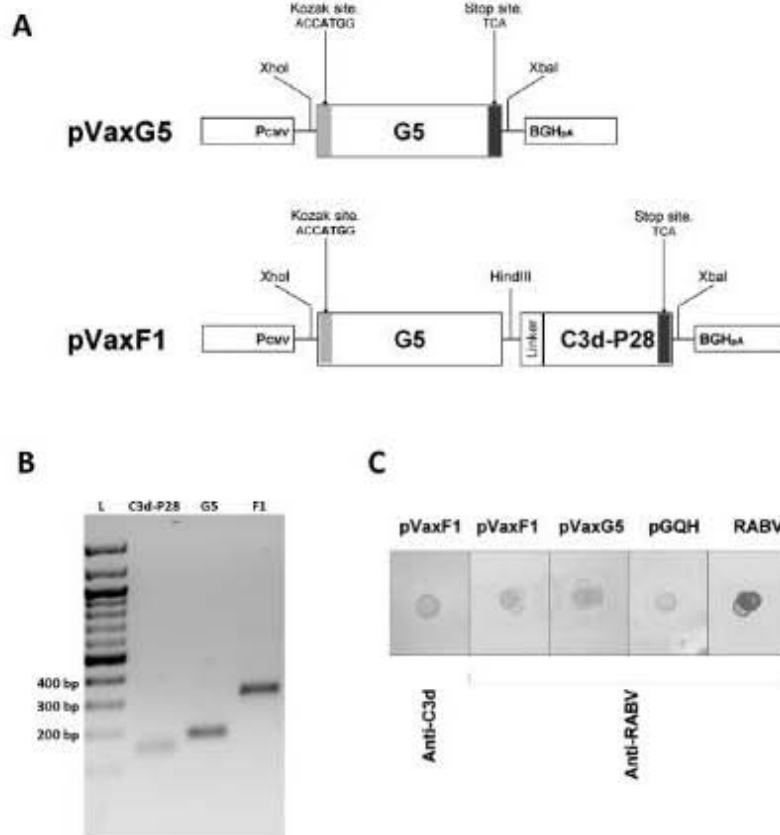 A
Kozak site.
ACCATGG
Stop site.
TCA
XhoI
XbaI
pVaxG5
PCMV
G5
BGHpA
Kozak site.
ACCATGG
Stop site.
TCA
XhoI
HindIII
XbaI
pVaxF1
PCMV
G5
Linker
C3d-P28
BGHpA
B
L C3d-P28 G5 F1
400 bp
300 bp
200 bp
C
pVaxF1 pVaxF1 pVaxG5 pGQH RABV
Anti-C3d
Anti-RABV